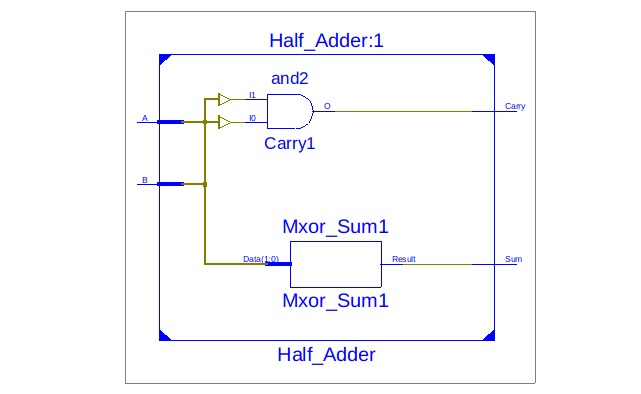 Half_Adder:1
and2
I1
A
I0
O
Carry
Carry1
B
Mxor_Sum1
Data(1:0)
Result
Sum
Mxor_Sum1
Half_Adder